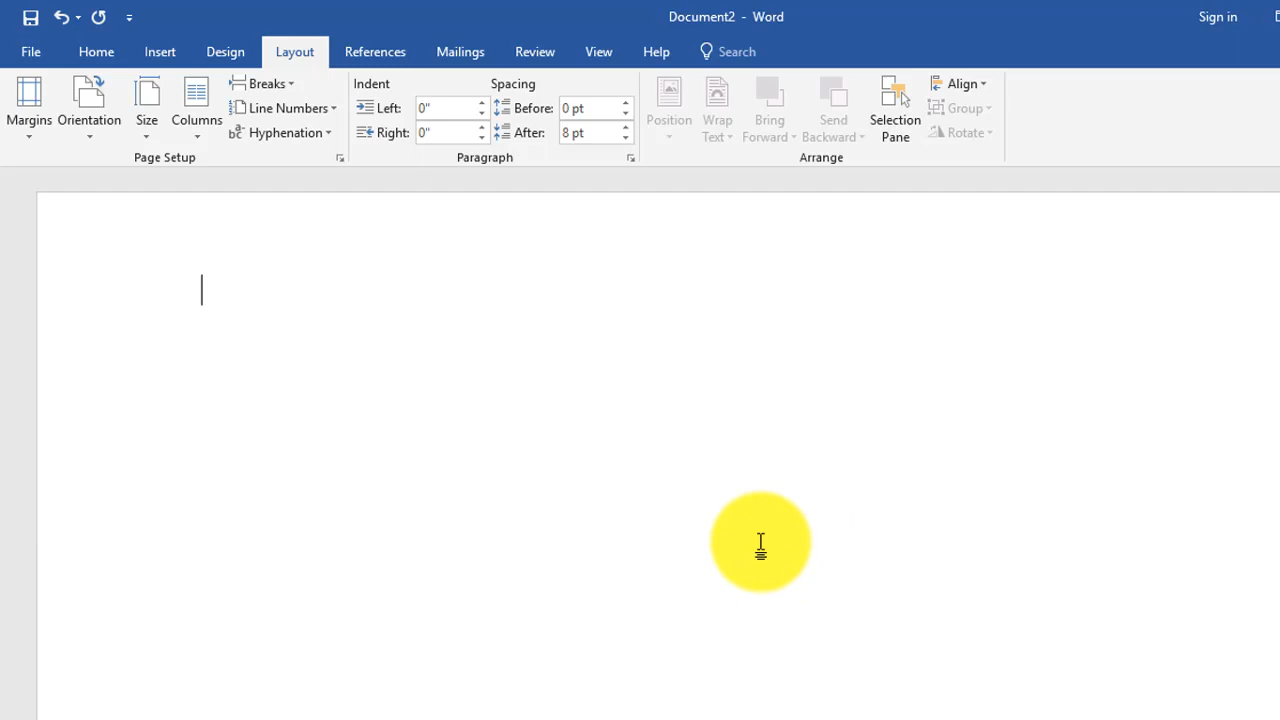 Document2 - Word
Sign in
File Home Insert Design Layout References Mailings Review View Help Search
Margins
Orientation
Size
Columns
Breaks
Line Numbers
Hyphenation
Page Setup
Indent
Left: 0"
Right: 0"
Spacing
Before: 0 pt
After: 8 pt
Paragraph
Position
Wrap
Text
Bring
Forward
Send
Backward
Selection
Pane
Align
Group
Rotate
Arrange